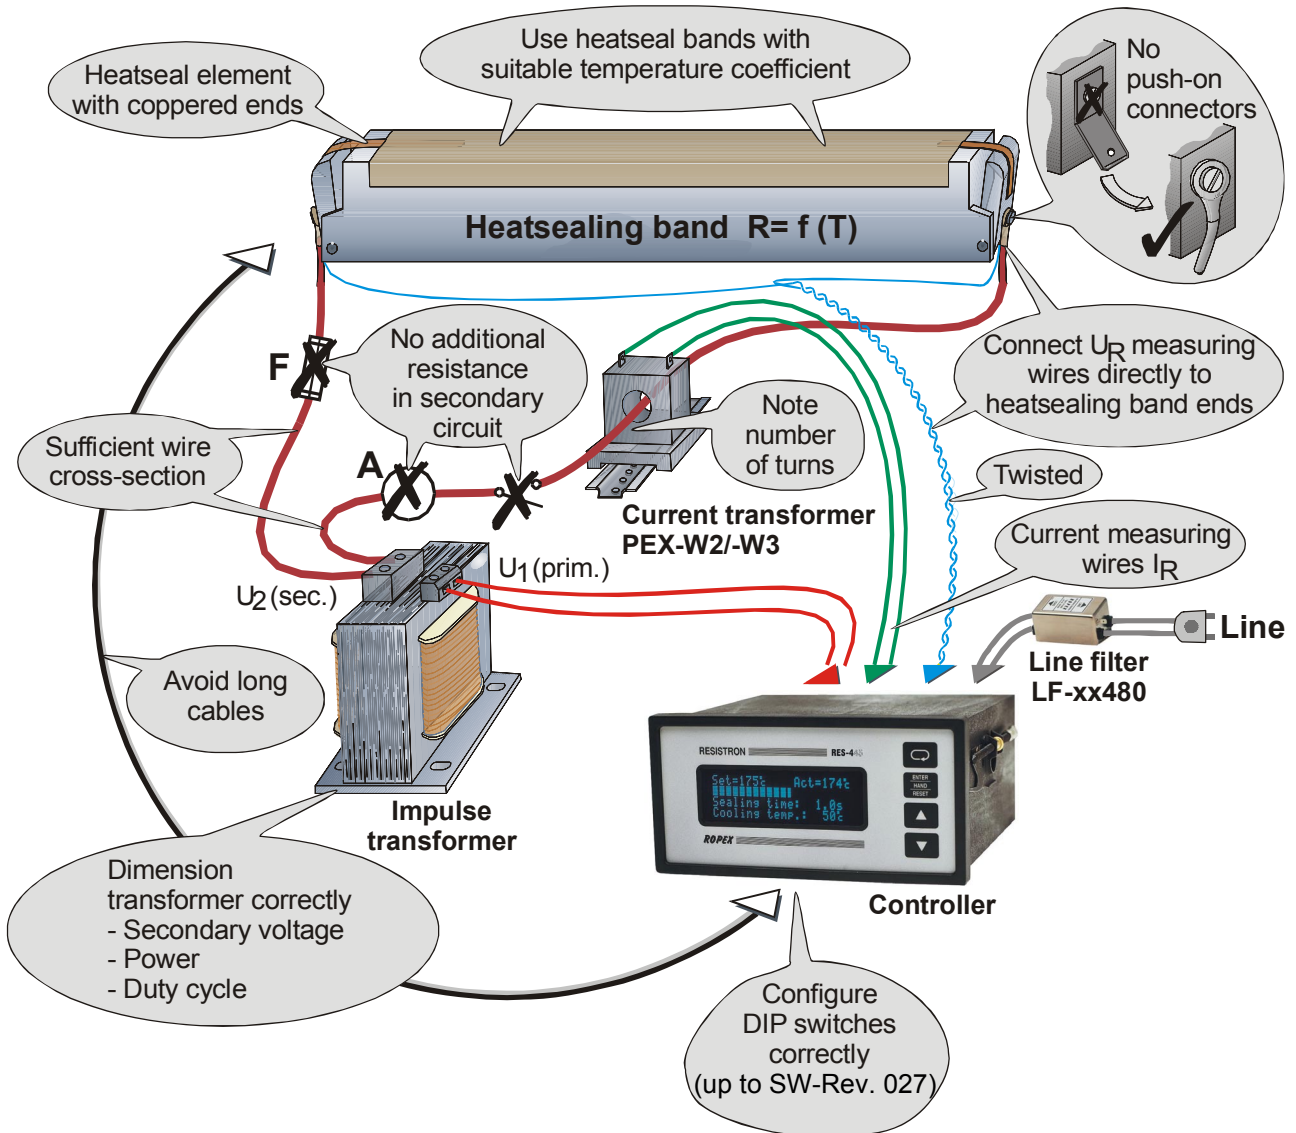 Use heatseal bands with
suitable temperature coefficient
Heatseal element
with coppered ends
No
push-on
connectors
Heatsealing band R= f (T)
F
No additional
resistance
in secondary
circuit
Connect UR measuring
wires directly to
heatsealing band ends
Note
number
of turns
Sufficient wire
cross-section
A
Twisted
Current transformer
PEX-W2/-W3
Current measuring
wires IR
U1 (prim.)
U2 (sec.)
Line
Line filter
LF-xx480
Avoid long
cables
RESISTRON
RES-445
Set=175°c Act=174°c
Sealing time: 1.0s
Cooling temp.: 50°c
ENTER
HAND
RESET
ROPEX
Impulse
transformer
Controller
Dimension
transformer correctly
- Secondary voltage
- Power
- Duty cycle
Configure
DIP switches
correctly
(up to SW-Rev. 027)